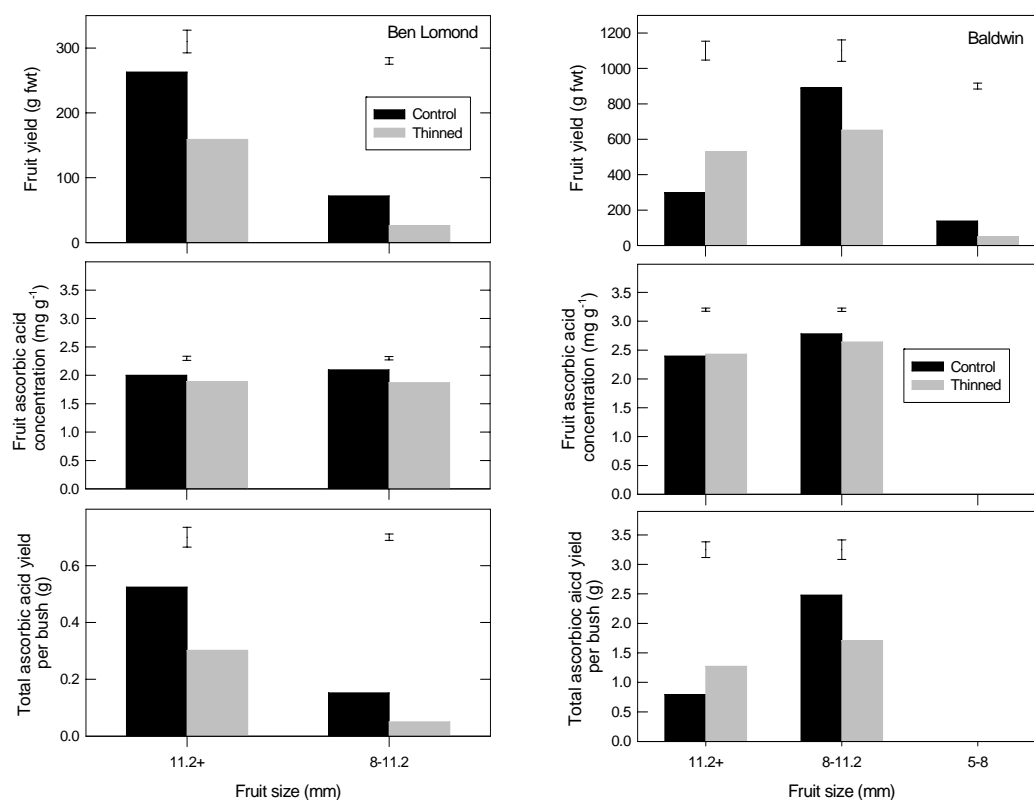 Ben Lomond
Fruit yield (g fwt)
300
200
100
0
Control
Thinned
Baldwin
Fruit yield (g fwt)
1200
1000
800
600
400
200
0
Fruit ascorbic acid
concentration (mg g-1)
3.5
3.0
2.5
2.0
1.5
1.0
0.5
0.0
Fruit ascorbic acid
concentration (mg g-1)
3.5
3.0
2.5
2.0
1.5
1.0
0.5
0.0
Control
Thinned
Total ascorbic acid yield
per bush (g)
0.6
0.4
0.2
0.0
11.2+ 8-11.2
Fruit size (mm)
Total ascorbioc aicd yield
per bush (g)
3.5
3.0
2.5
2.0
1.5
1.0
0.5
0.0
11.2+ 8-11.2 5-8
Fruit size (mm)